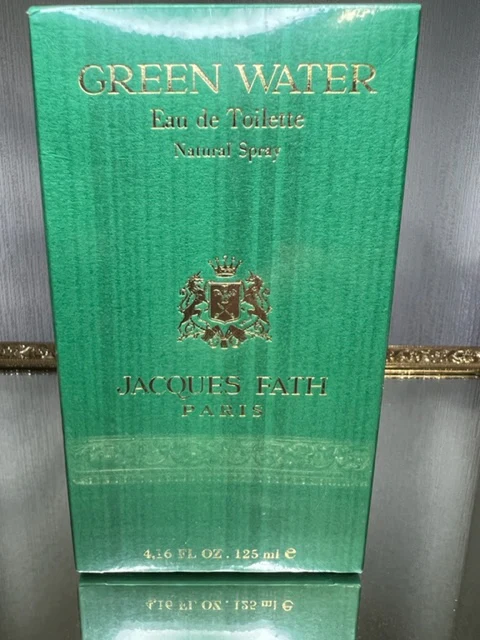 GREEN WATER
Eau de Toilette
Natural Spray
JACQUES FATH
PARIS
4,16 FL OZ. 125 ml e